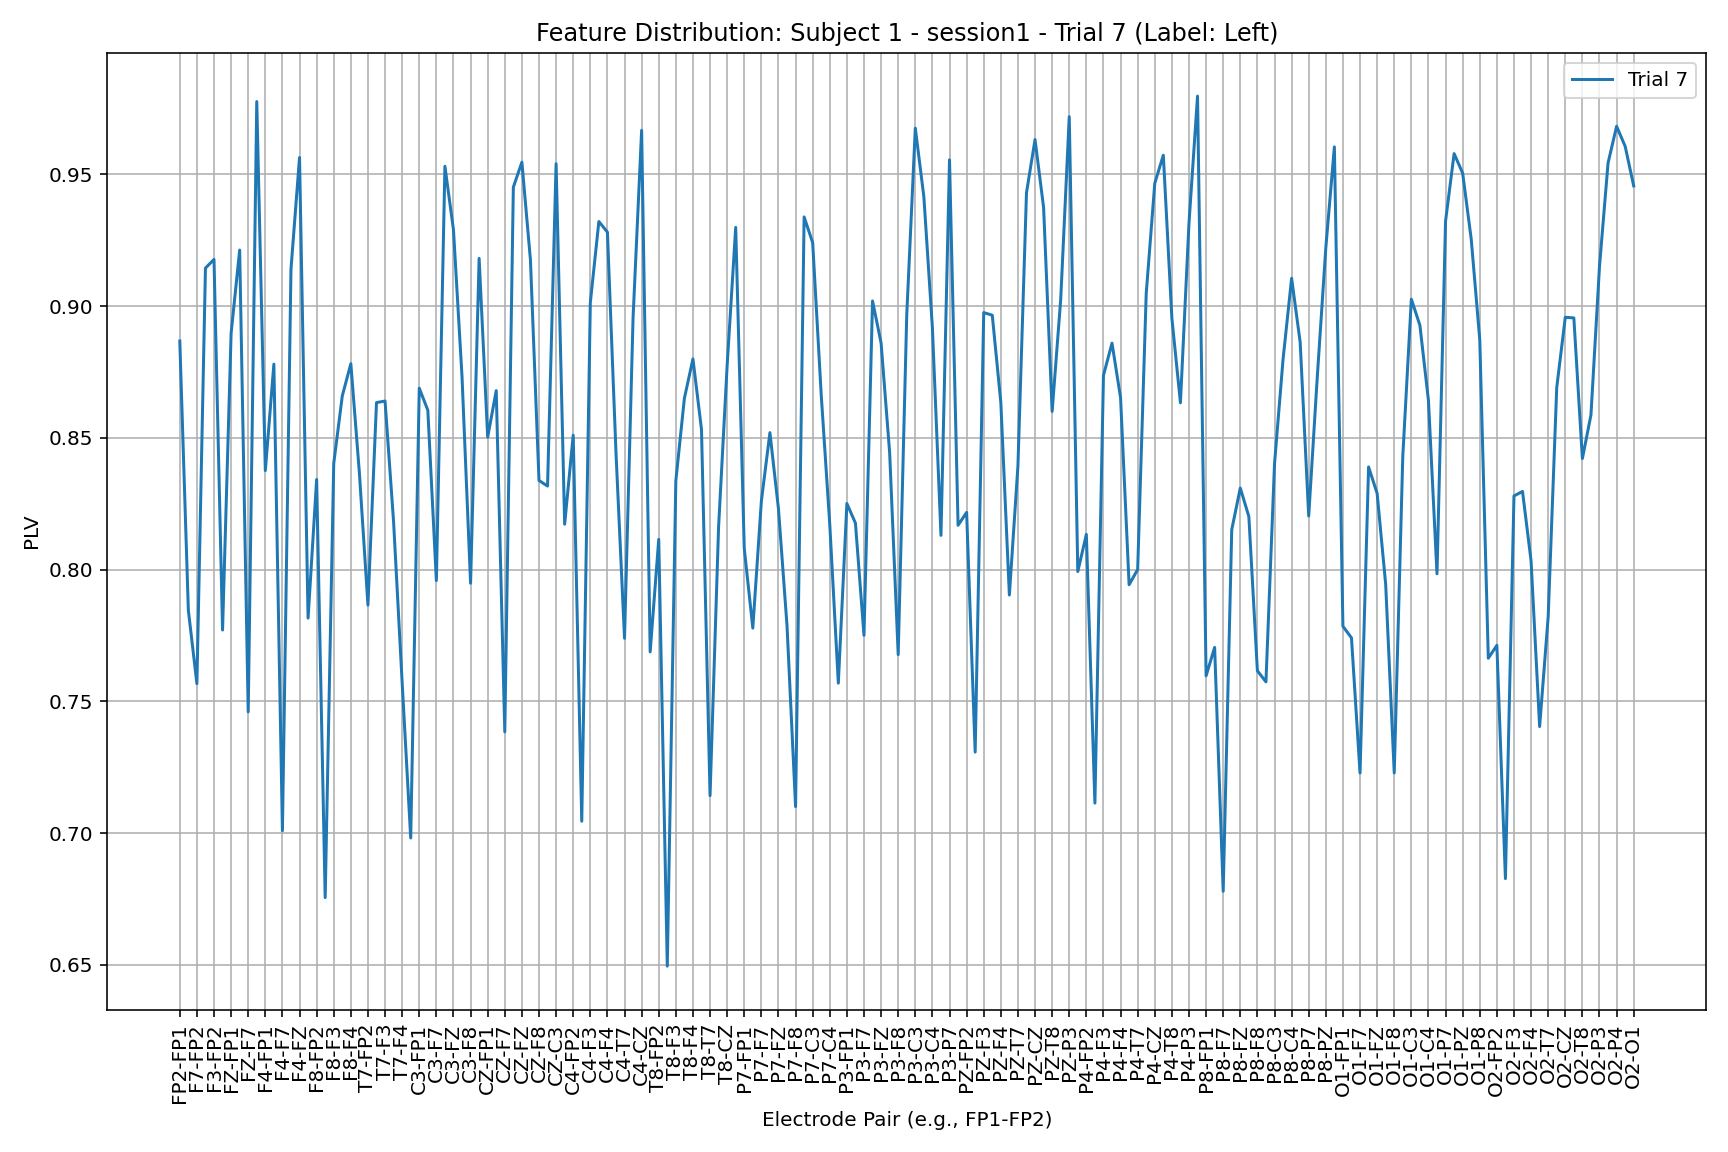 Feature Distribution: Subject 1 - session1 - Trial 7 (Label: Left)
Trial 7
PLV
0.95
0.90
0.85
0.80
0.75
0.70
0.65
FP2-FP1
F7-FP2
F3-FP2
FZ-FP1
FZ-F7
F4-FP1
F4-F7
F4-FZ
F8-FP2
F8-F3
F8-F4
T7-FP2
T7-F3
T7-F4
C3-FP1
C3-F7
C3-FZ
C3-F8
CZ-FP1
CZ-F7
CZ-FZ
CZ-F8
CZ-C3
C4-FP2
C4-F3
C4-F4
C4-T7
C4-CZ
T8-FP2
T8-F3
T8-F4
T8-T7
T8-CZ
P7-FP1
P7-F7
P7-FZ
P7-F8
P7-C3
P7-C4
P3-FP1
P3-F7
P3-FZ
P3-F8
P3-C3
P3-C4
P3-P7
PZ-FP2
PZ-F3
PZ-F4
PZ-T7
PZ-CZ
PZ-T8
PZ-P3
P4-FP2
P4-F3
P4-F4
P4-T7
P4-CZ
P4-T8
P4-P3
P8-FP1
P8-F7
P8-FZ
P8-F8
P8-C3
P8-C4
P8-P7
P8-PZ
O1-FP1
O1-F7
O1-FZ
O1-F8
O1-C3
O1-C4
O1-P7
O1-PZ
O1-P8
O2-FP2
O2-F3
O2-F4
O2-T7
O2-CZ
O2-T8
O2-P3
O2-P4
O2-O1
Electrode Pair (e.g., FP1-FP2)